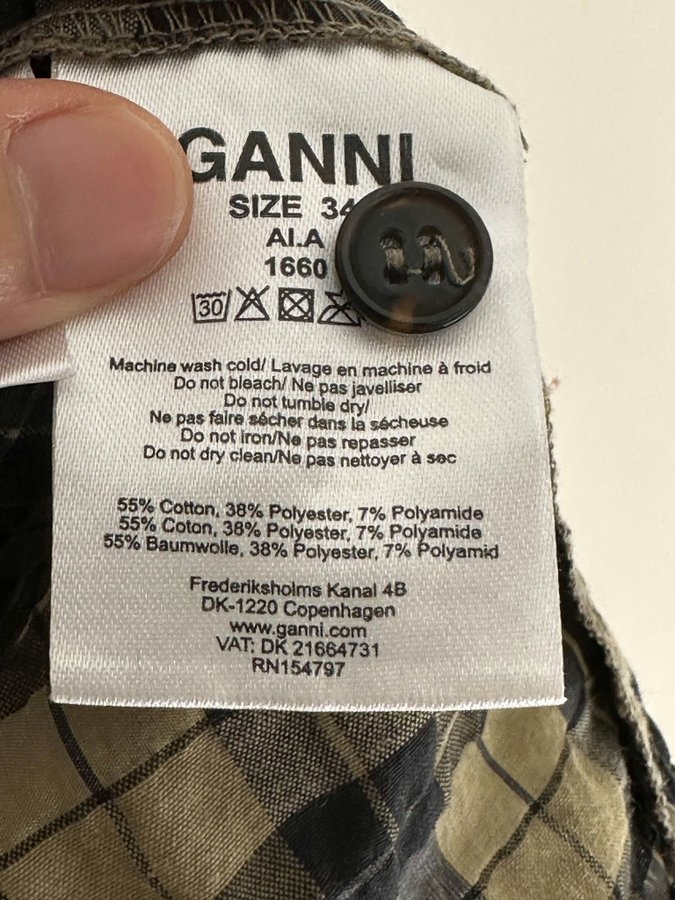 GANNI
SIZE 34
AI.A
1660
30
Machine wash cold/ Lavage en machine à froid
Do not bleach/ Ne pas javelliser
Do not tumble dry/
Ne pas faire sécher dans la sécheuse
Do not iron/Ne pas repasser
Do not dry clean/Ne pas nettoyer à sec
55% Cotton, 38% Polyester, 7% Polyamide
55% Coton, 38% Polyester, 7% Polyamide
55% Baumwolle, 38% Polyester, 7% Polyamid
Frederiksholms Kanal 4B
DK-1220 Copenhagen
www.ganni.com
VAT: DK 21664731
RN154797